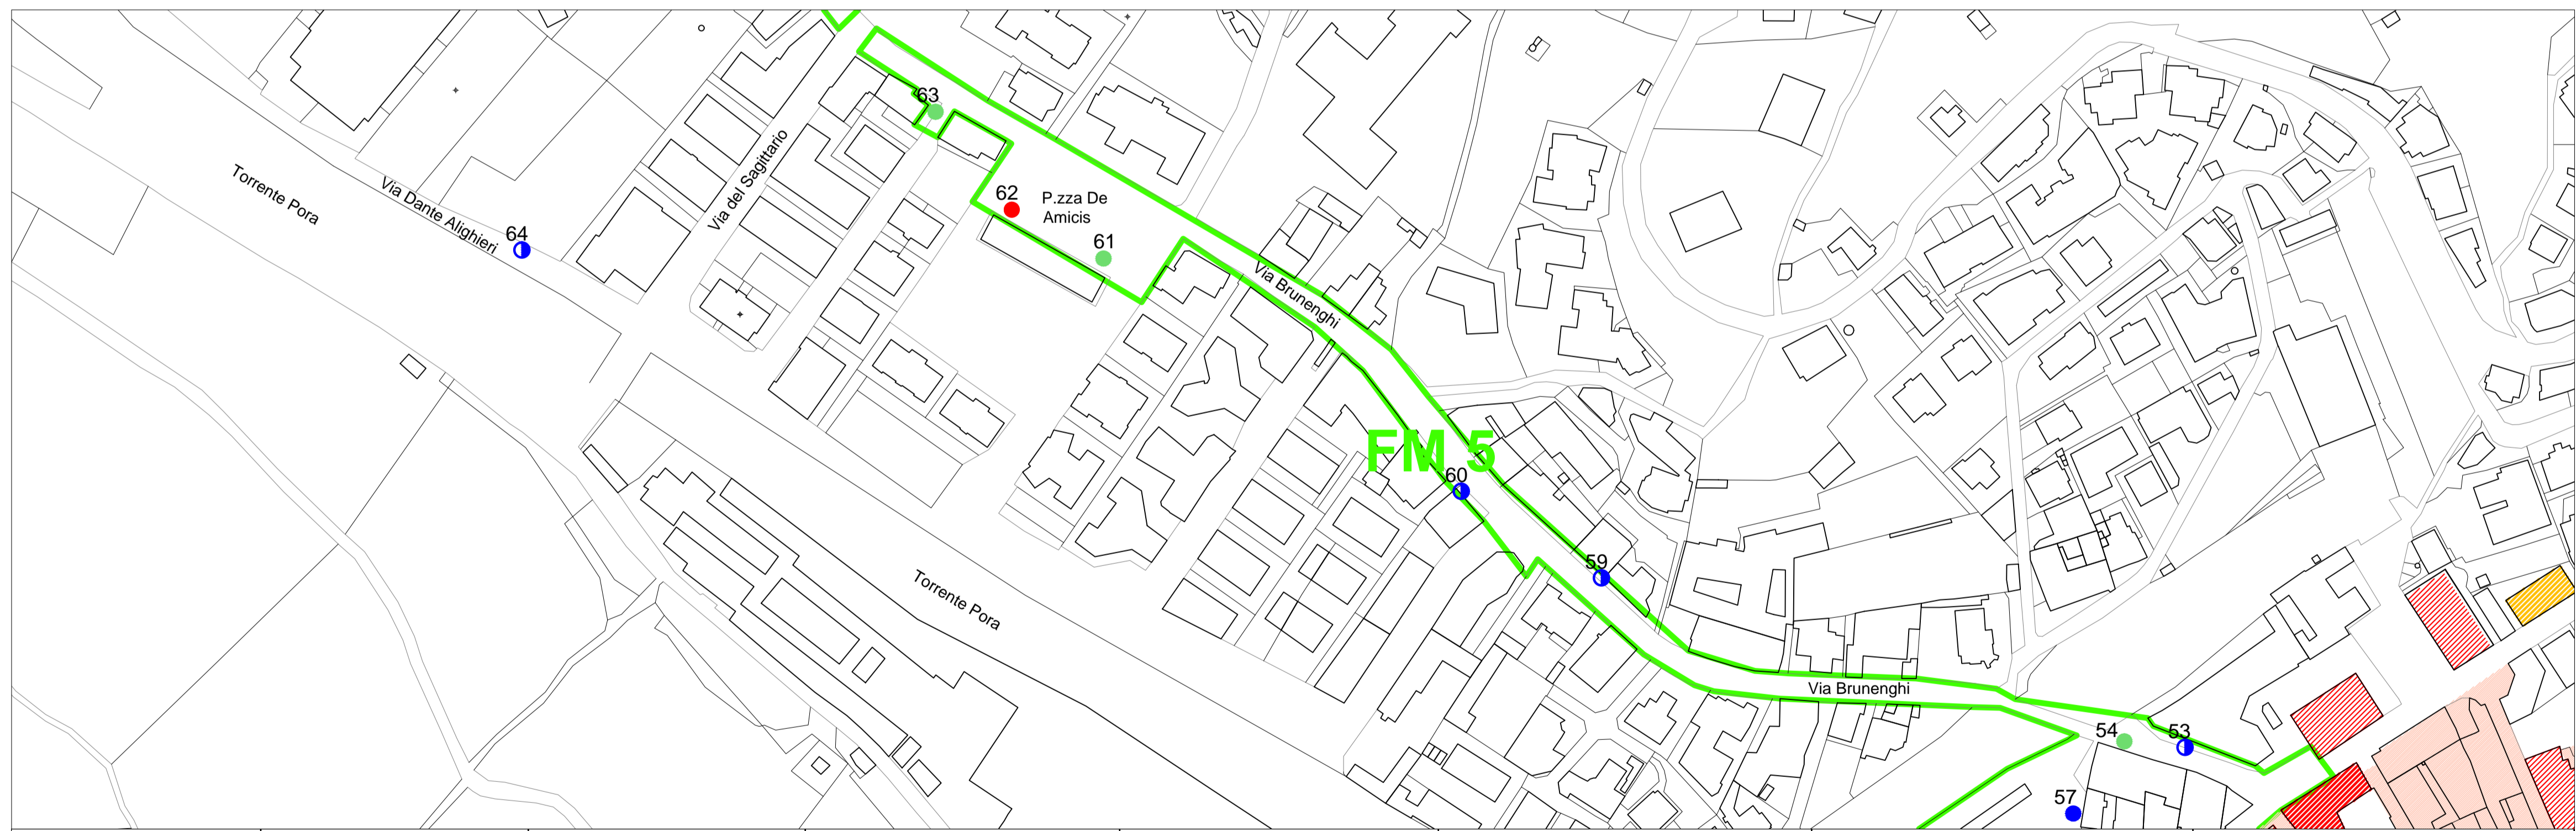 63
Torrente Pora
Via Dante Alighieri
Via del Sagittario
62
P.zza De
Amicis
64
61
Via Brunenghi
FM 5
60
59
Torrente Pora
Via Brunenghi
54
53
57